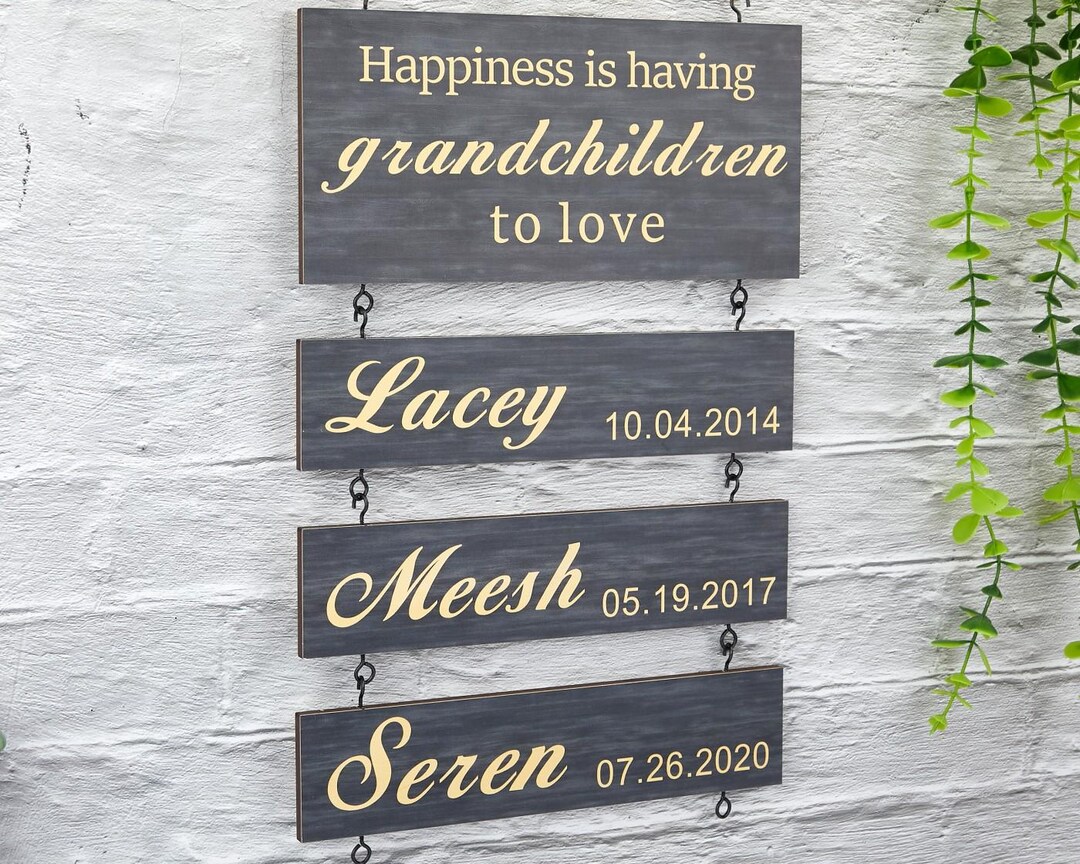 Happiness is having
grandchildren
to love
Lacey 10.04.2014
Meesh 05.19.2017
Seren 07.26.2020